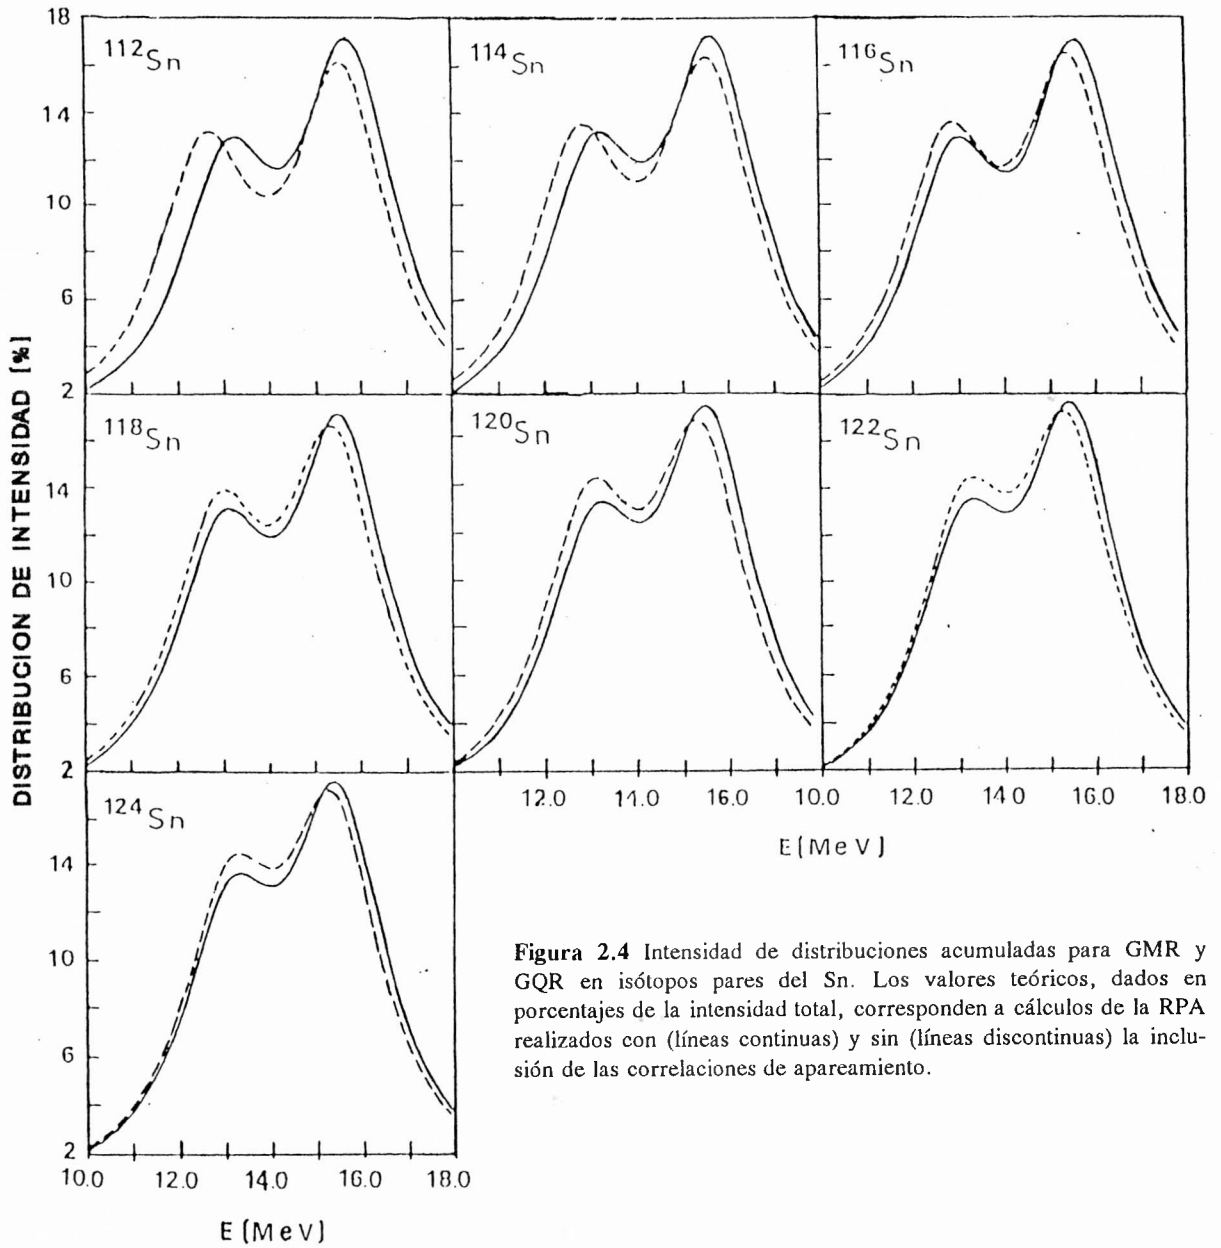 18
14
10
6
2
112Sn
114Sn
116Sn
DISTRIBUCION DE INTENSIDAD [%]
14
10
6
2
118Sn
120Sn
122Sn
12.0 14.0 16.0 10.0 12.0 14.0 16.0 18.0
E[MeV]
14
10
6
2
124Sn
10.0 12.0 14.0 16.0 18.0
E[MeV]
Figura 2.4 Intensidad de distribuciones acumuladas para GMR y
GQR en isótopos pares del Sn. Los valores teóricos, dados en
porcentajes de la intensidad total, corresponden a cálculos de la RPA
realizados con (líneas continuas) y sin (líneas discontinuas) la inclu-
sión de las correlaciones de apareamiento.